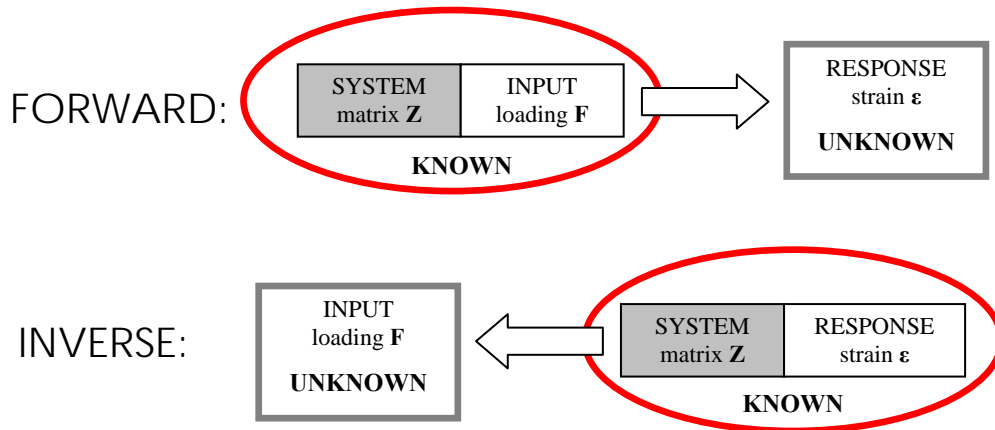 FORWARD:
SYSTEM
matrix Z
INPUT
loading F
KNOWN
RESPONSE
strain ε
UNKNOWN
INVERSE:
INPUT
loading F
UNKNOWN
SYSTEM
matrix Z
RESPONSE
strain ε
KNOWN